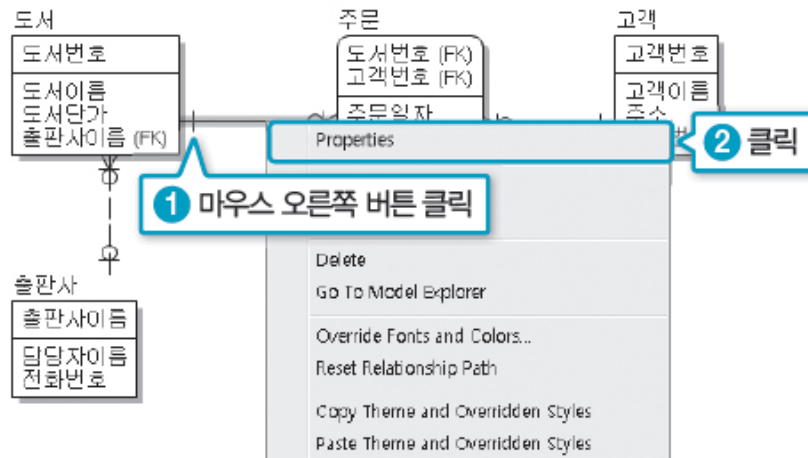 도서
도서번호
도서이름
도서단가
출판사이름 (FK)
주문
도서번호 (FK)
고객번호 (FK)
주문일자
고객
고객번호
고객이름
주소
Properties
❷ 클릭
❶ 마우스 오른쪽 버튼 클릭
Delete
Go To Model Explorer
Override Fonts and Colors...
Reset Relationship Path
Copy Theme and Overridden Styles
Paste Theme and Overridden Styles
출판사
출판사이름
담당자이름
전화번호